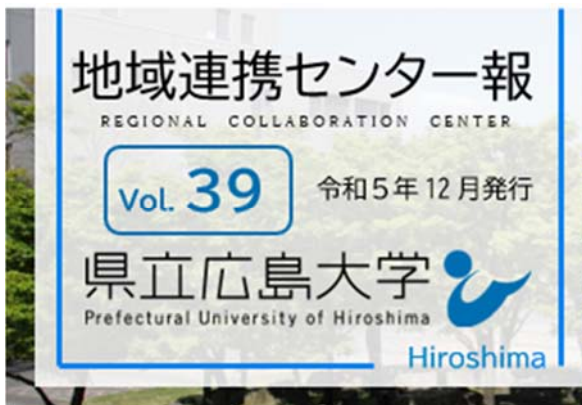 地域連携センター報
REGIONAL COLLABORATION CENTER
Vol. 39
令和5年12月発行
県立広島大学
Prefectural University of Hiroshima
Hiroshima